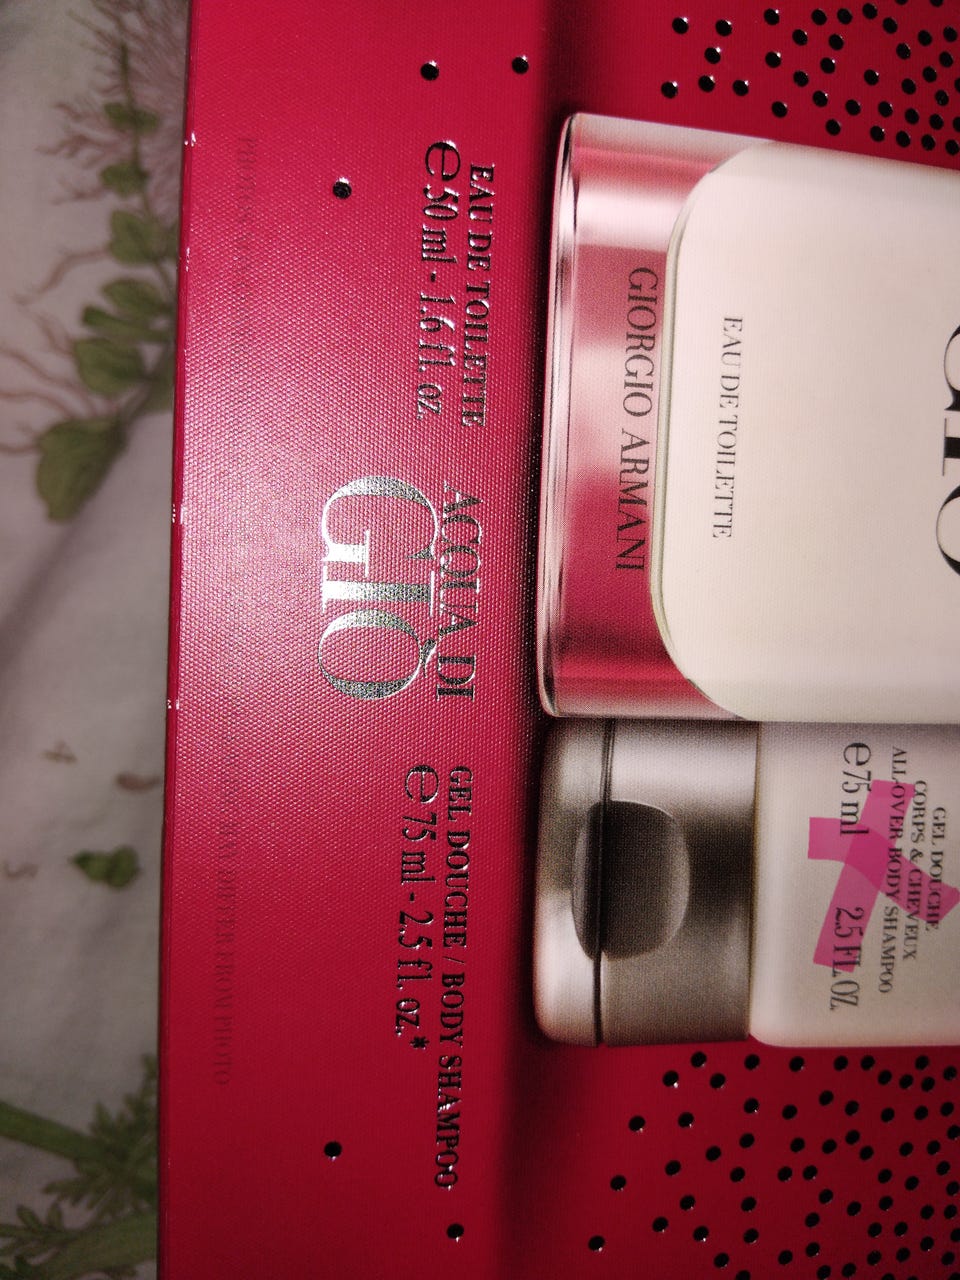 GIO
EAU DE TOILETTE
GIORGIO ARMANI
GEL DOUCHE
CORPS & CHEVEUX
ALL OVER BODY SHAMPOO
℮75 ml 2.5 FL. OZ.
EAU DE TOILETTE
℮ 50 ml - 1.6 fl. oz.
ACQUA DI
GIÒ
GEL DOUCHE / BODY SHAMPOO
℮ 75 ml - 2.5 fl. oz.*